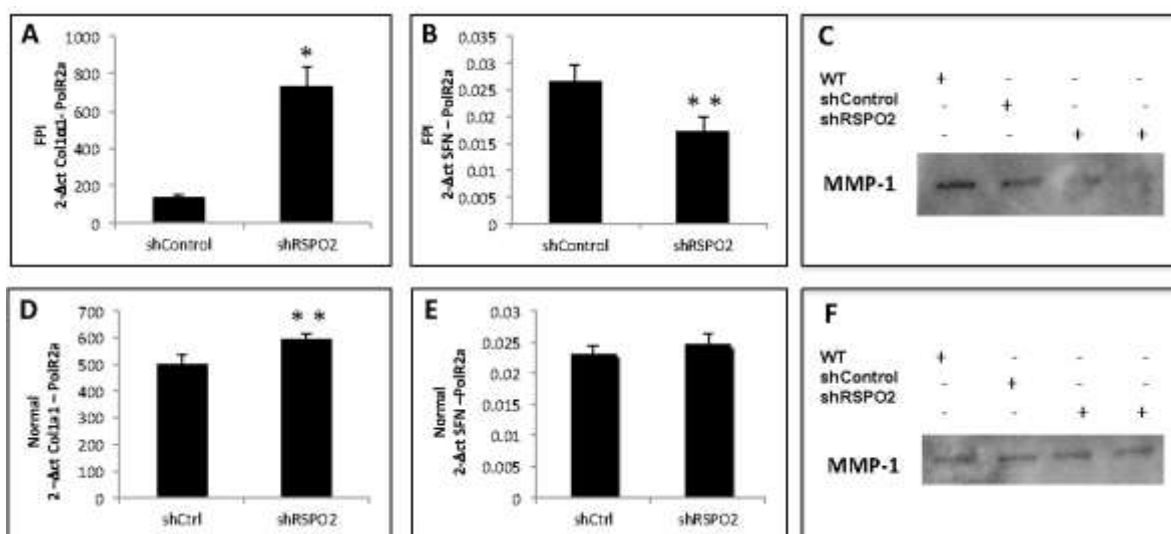 A
FPI
2-Δct Col1α1- PolR2a
1000
800
600
400
200
0
*
shControl
shRSPO2
B
FPI
2-Δct SFN – PolR2a
0.035
0.03
0.025
0.02
0.015
0.01
0.005
0
* *
shControl
shRSPO2
C
WT + - - -
shControl - + - -
shRSPO2 - - + +
MMP-1
D
Normal
2 –Δct Col1a1 – PolR2a
700
600
500
400
300
200
100
0
* *
shCtrl
shRSPO2
E
Normal
2-Δct SFN –PolR2a
0.03
0.025
0.02
0.015
0.01
0.005
0
shCtrl
shRSPO2
F
WT + - - -
shControl - + - -
shRSPO2 - - + +
MMP-1